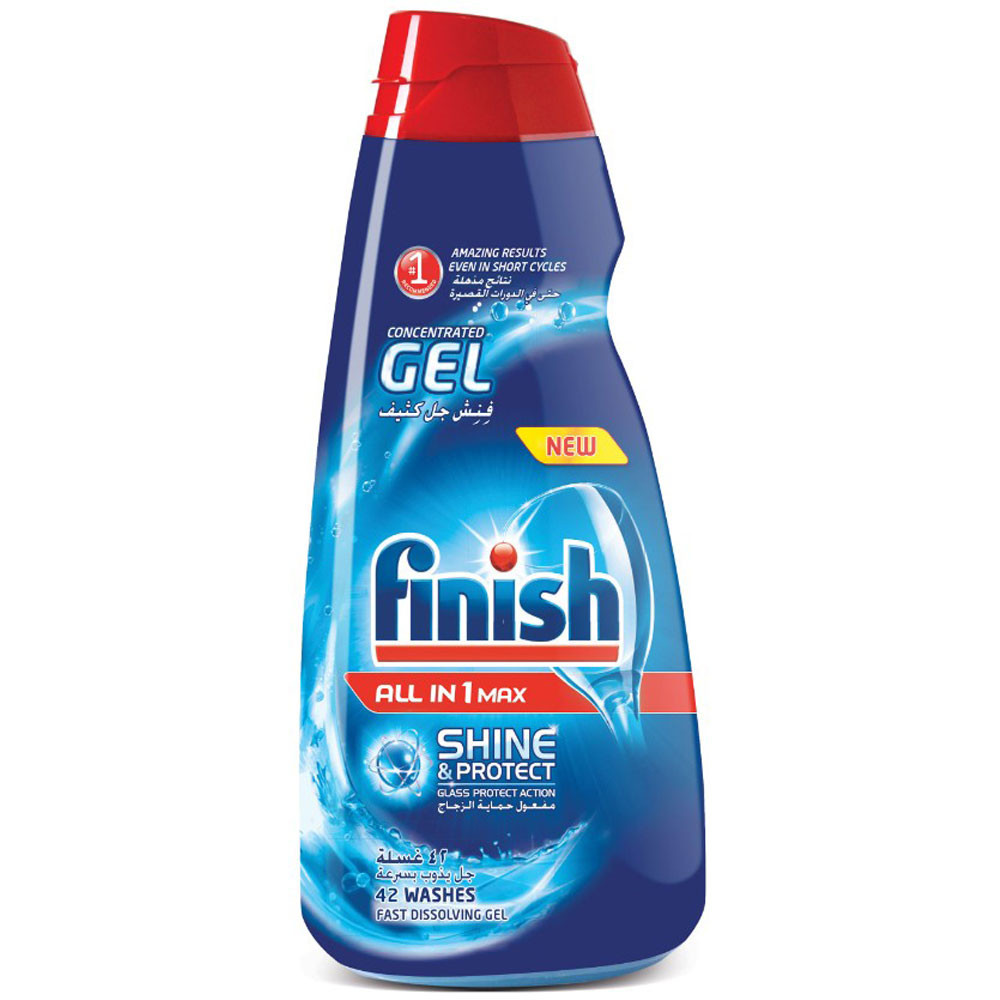 AMAZING RESULTS
EVEN IN SHORT CYCLES
نتائج مذهلة
حتى في الدورات القصيرة
#1
RECOMMENDED
CONCENTRATED
GEL
فِنِش جل كثيف
NEW
finish
ALL IN 1 MAX
SHINE
& PROTECT
GLASS PROTECT ACTION
مفعول حماية الزجاج
٤٢ غسلة
جل يذوب بسرعة
42 WASHES
FAST DISSOLVING GEL